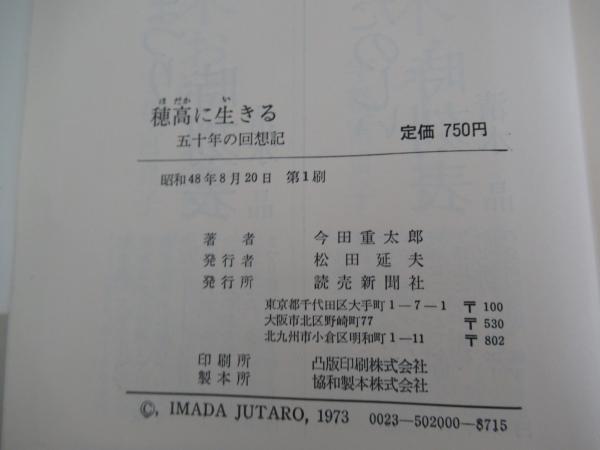 ほだか い
穂高に生きる
五十年の回想記
定価 750円
昭和48年8月20日 第1刷
著者 今田重太郎
発行者 松田延夫
発行所 読売新聞社
東京都千代田区大手町1-7-1 〒100
大阪市北区野崎町77 〒530
北九州市小倉区明和町1-11 〒802
印刷所 凸版印刷株式会社
製本所 協和製本株式会社
©, IMADA JUTARO, 1973 0023-502000-8715